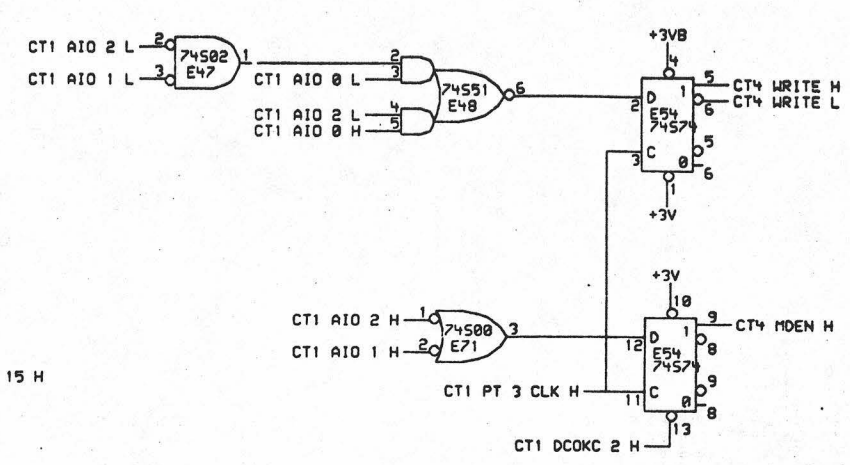 +3VB
CT1 AIO 2 L
2
74S02
E47
1
CT1 AIO 1 L
3
2
CT1 AIO 0 L
3
74S51
E48
6
CT1 AIO 2 L
4
CT1 AIO 0 H
5
4
5
CT4 WRITE H
6
CT4 WRITE L
2
D
1
E54
74S74
5
3
C
0
6
1
+3V
+3V
10
CT1 AIO 2 H
1
74S00
E71
3
CT1 AIO 1 H
2
12
D
1
9
CT4 MDEN H
8
E54
74S74
9
15 H
CT1 PT 3 CLK H
11
C
0
8
13
CT1 DCOKC 2 H